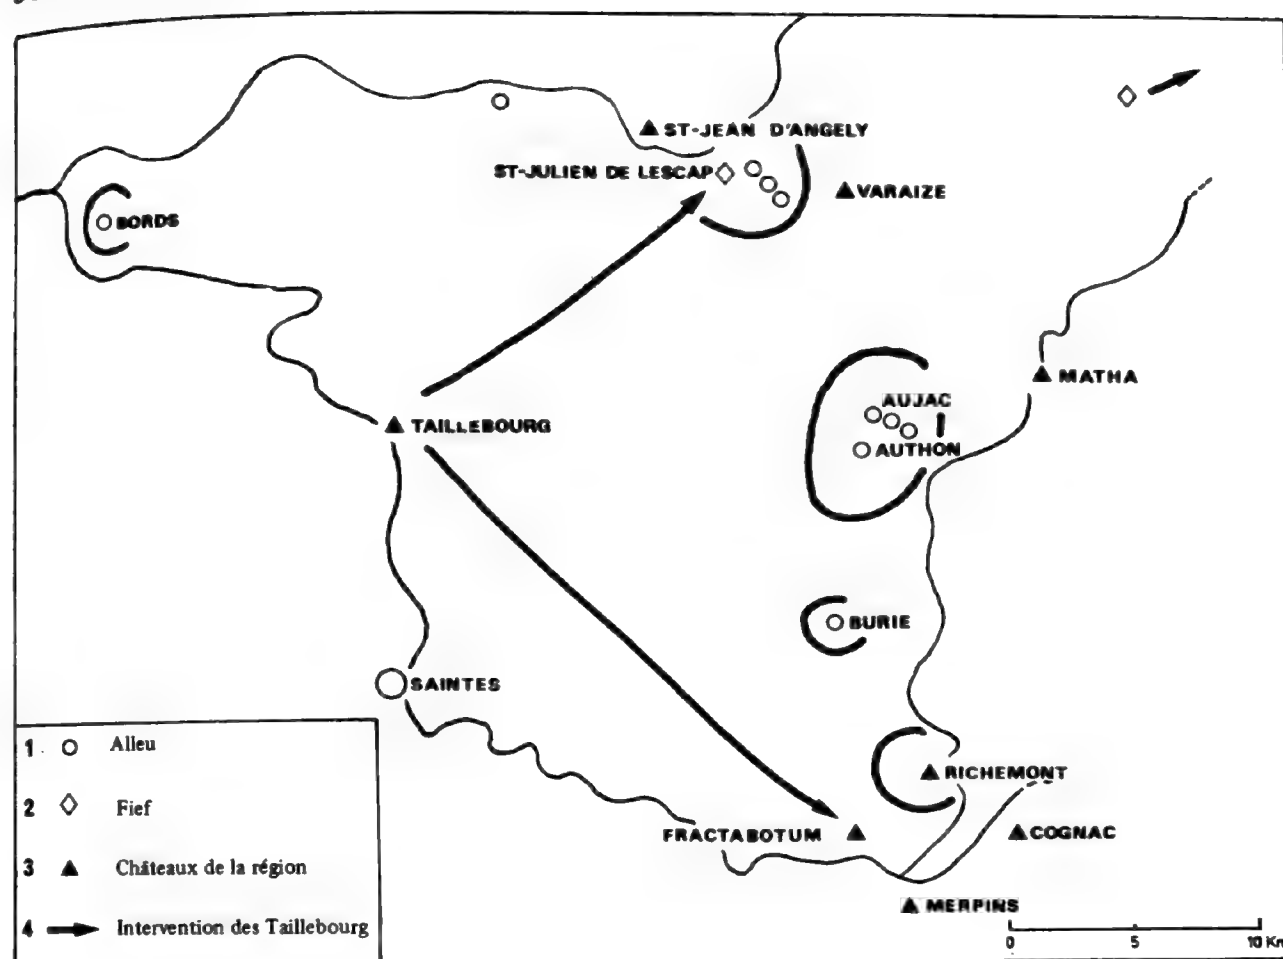 ST-JEAN D'ANGELY
ST-JULIEN DE LESCAP
VARAIZE
BORDS
MATHA
AUJAC
TAILLEBOURG
AUTHON
BURIE
SAINTES
RICHEMONT
FRACTABOTUM
COGNAC
MERPINS
1. Alleu
2 Fief
3 Châteaux de la région
4 Intervention des Taillebourg
0 5 10 Km